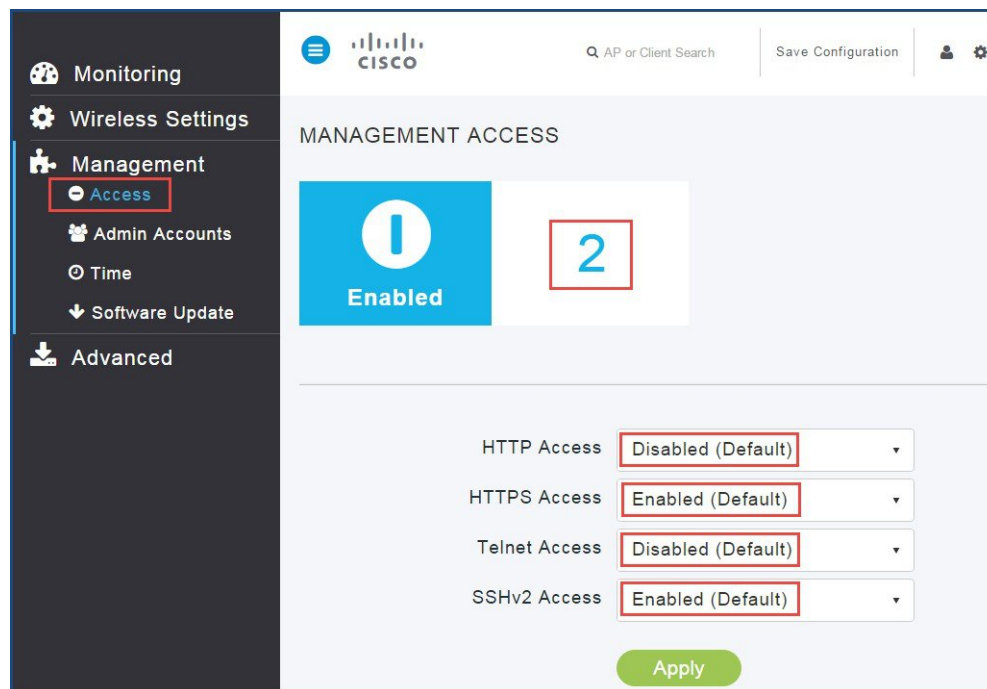 Monitoring
Wireless Settings
Management
Access
Admin Accounts
Time
Software Update
Advanced
CISCO
AP or Client Search
Save Configuration
MANAGEMENT ACCESS
Enabled
2
HTTP Access Disabled (Default)
HTTPS Access Enabled (Default)
Telnet Access Disabled (Default)
SSHv2 Access Enabled (Default)
Apply